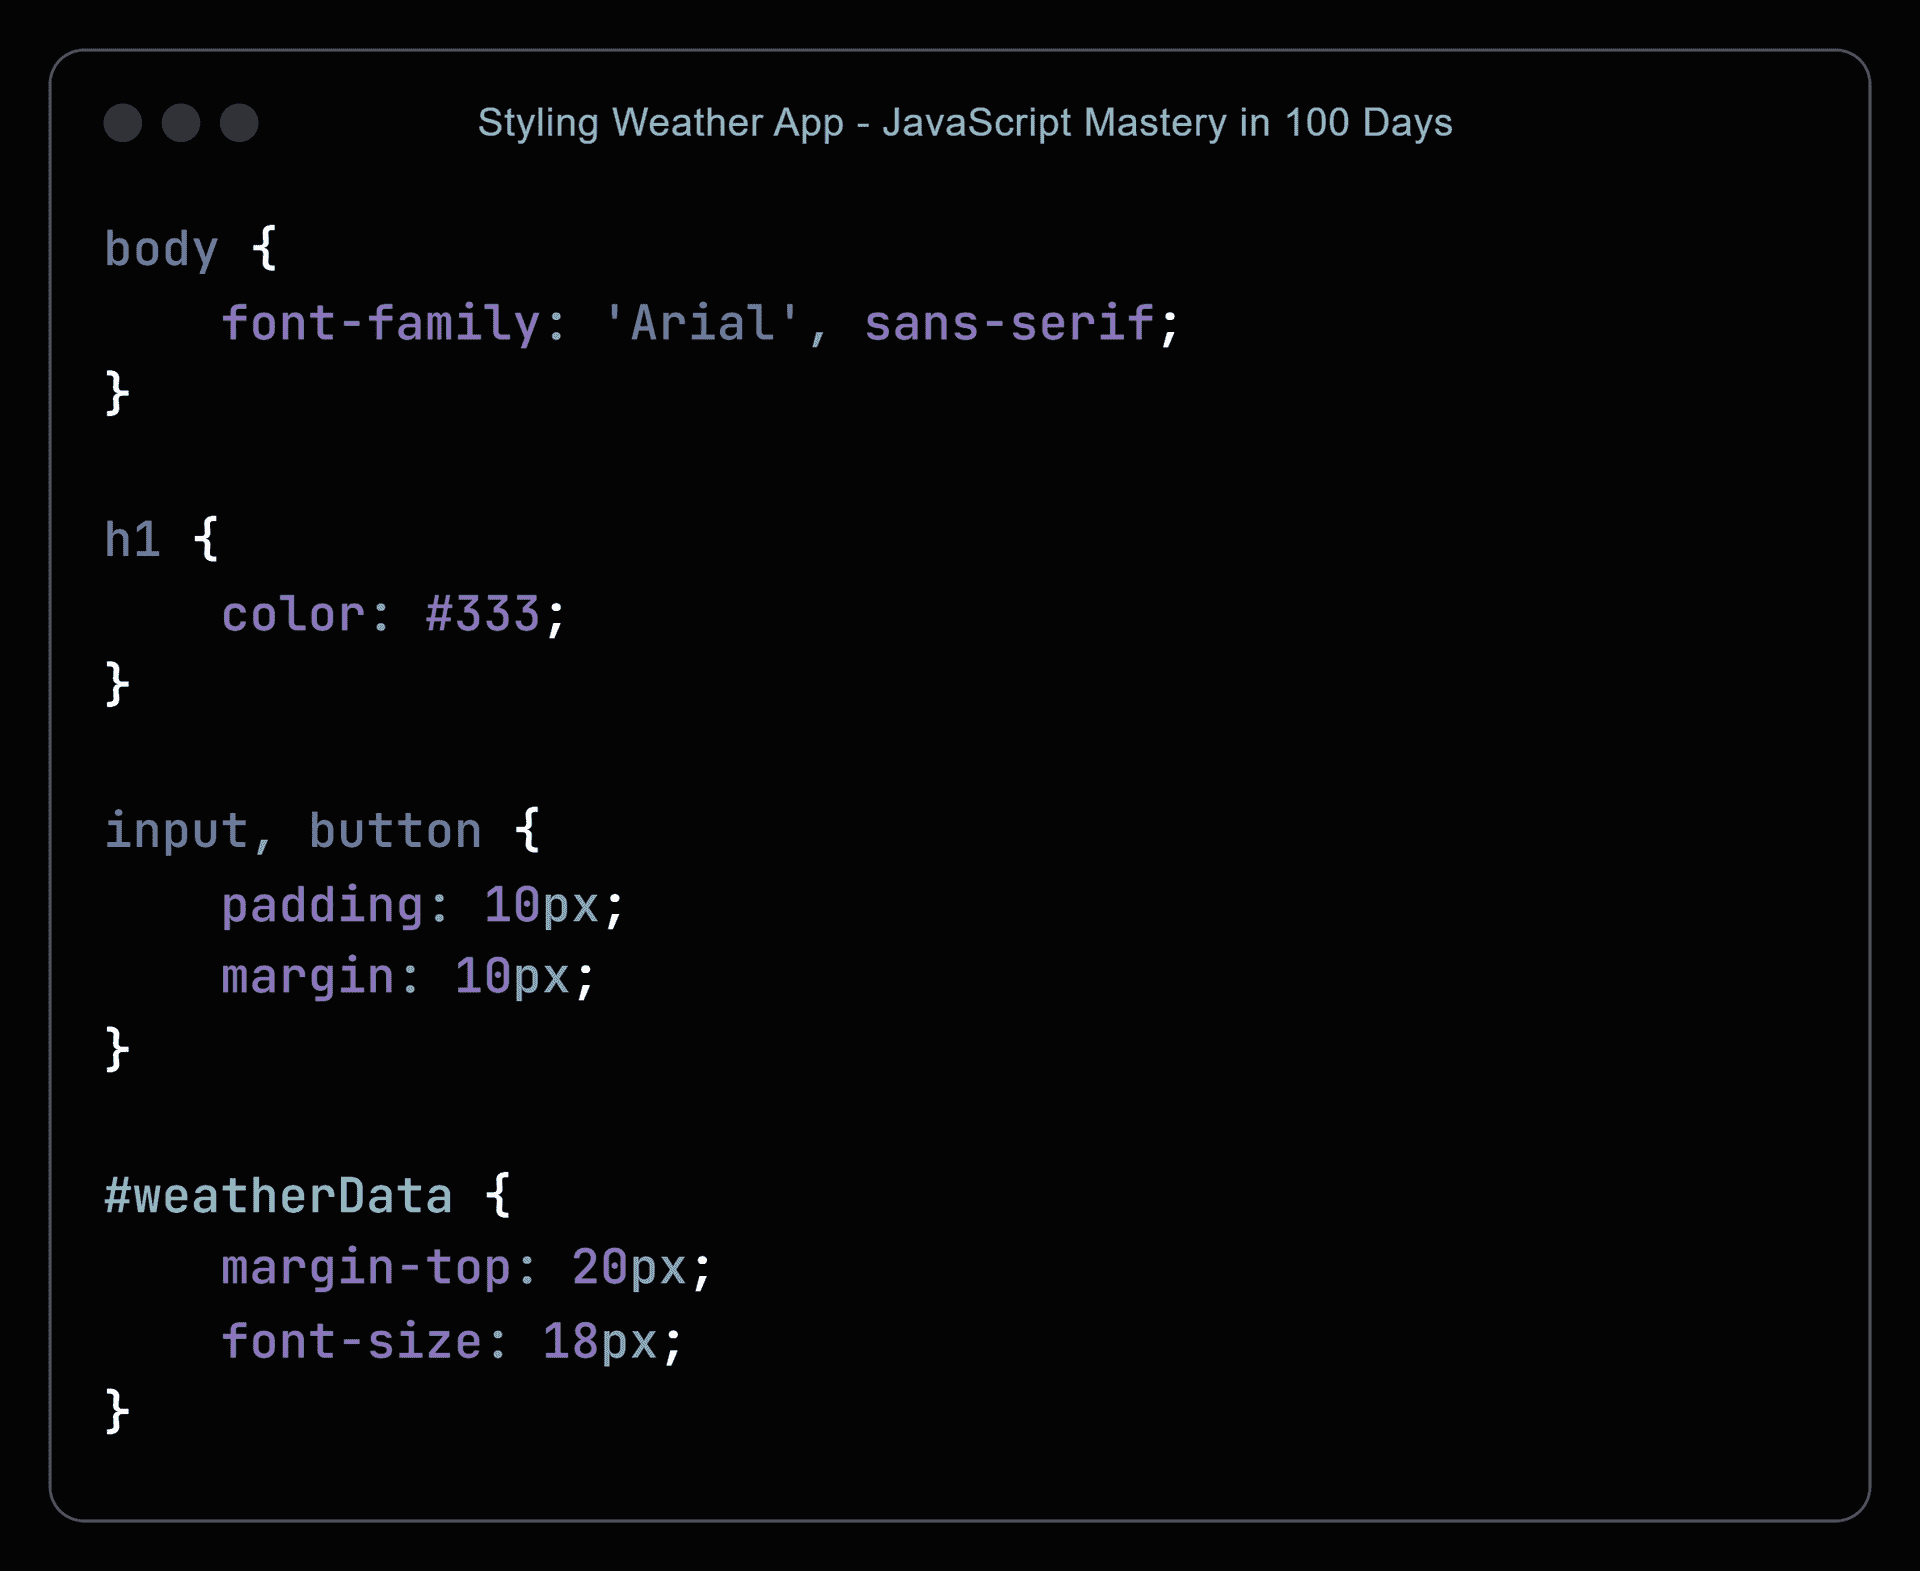 Styling Weather App - JavaScript Mastery in 100 Days
body {
    font-family: 'Arial', sans-serif;
}
h1 {
    color: #333;
}
input, button {
    padding: 10px;
    margin: 10px;
}
#weatherData {
    margin-top: 20px;
    font-size: 18px;
}